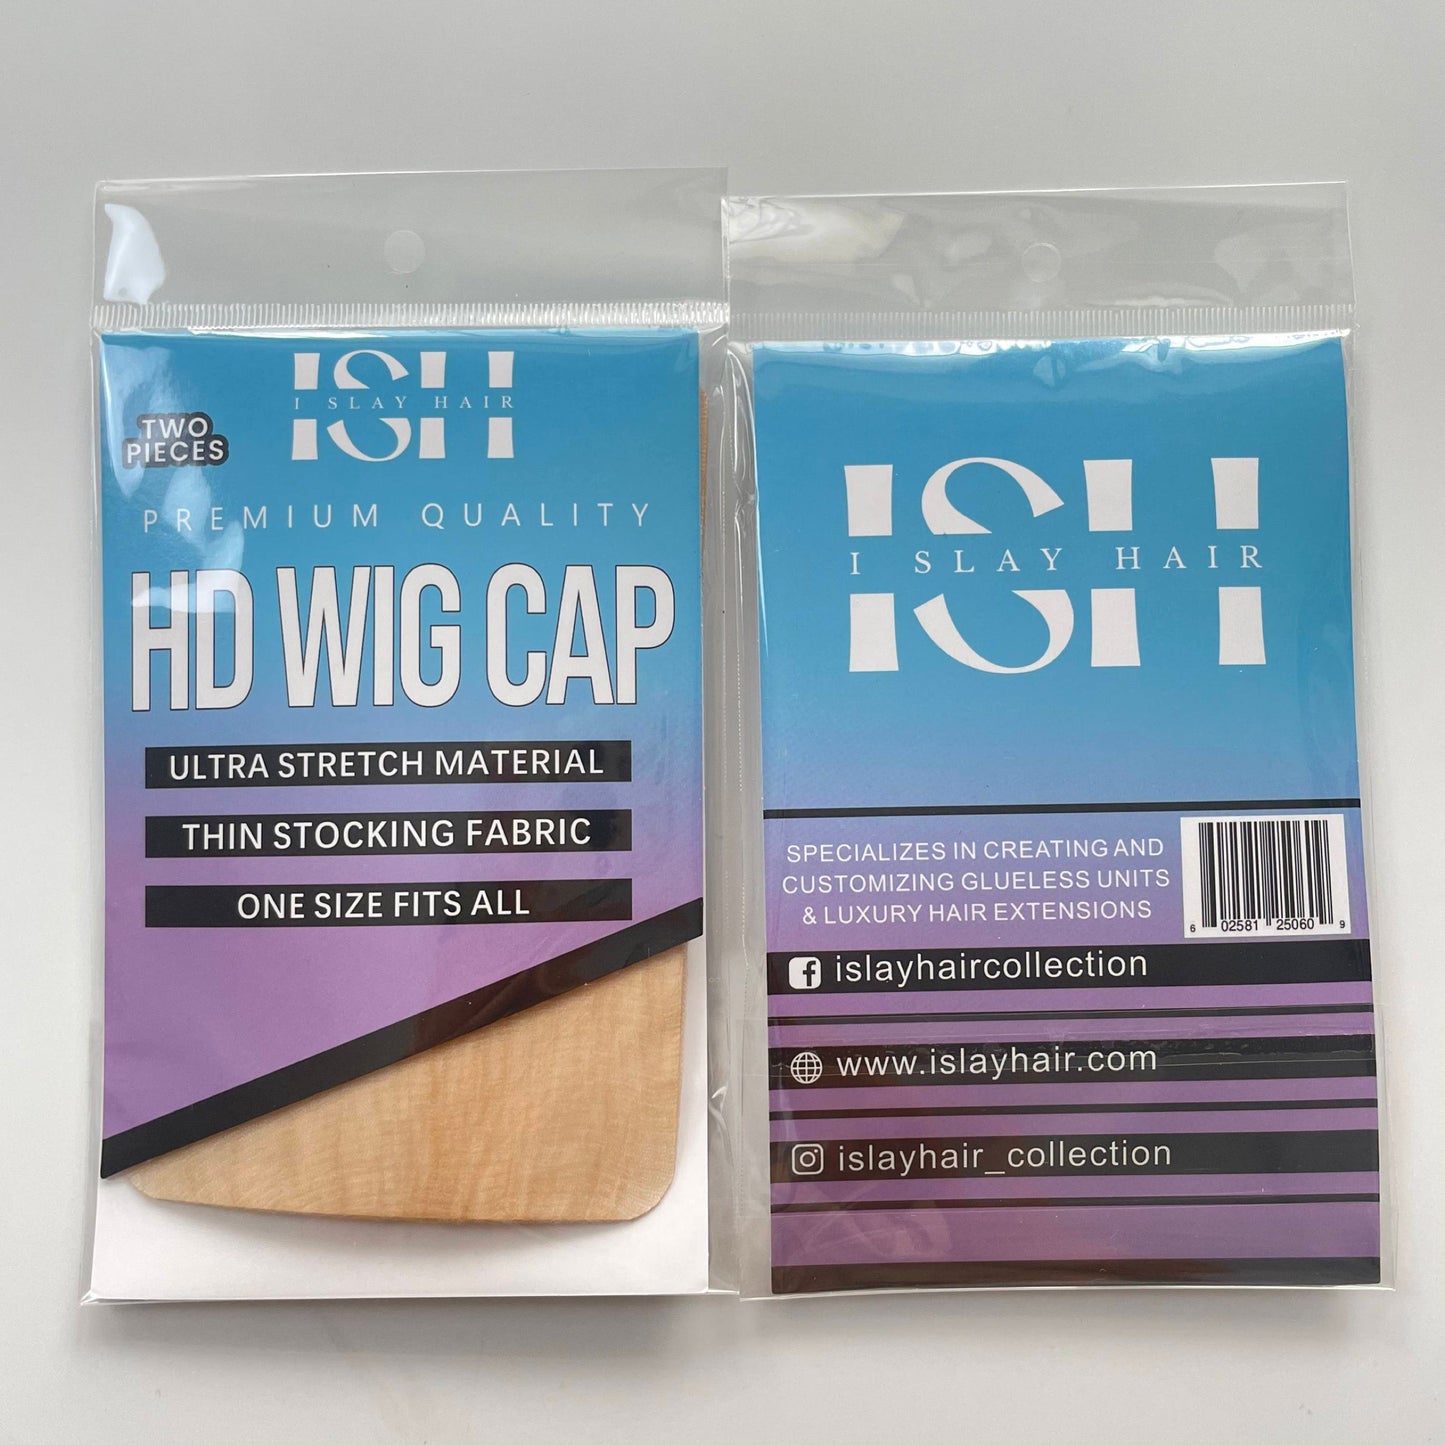 ISH
I SLAY HAIR
TWO
PIECES
PREMIUM QUALITY
HD WIG CAP
ULTRA STRETCH MATERIAL
THIN STOCKING FABRIC
ONE SIZE FITS ALL
ISH
I SLAY HAIR
SPECIALIZES IN CREATING AND
CUSTOMIZING GLUELESS UNITS
& LUXURY HAIR EXTENSIONS
6 02581 25060 9
islayhaircollection
www.islayhair.com
islayhair_collection